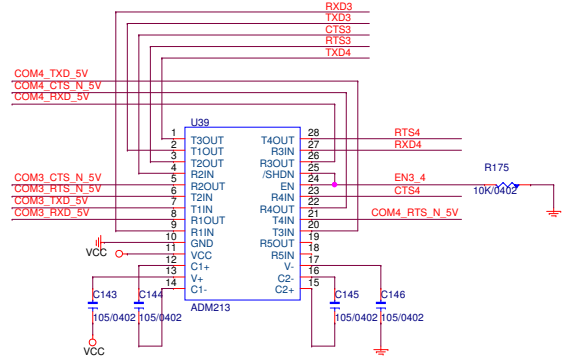 RXD3
TXD3
CTS3
RTS3
TXD4
COM4_TXD_5V
COM4_CTS_N_5V
COM4_RXD_5V
U39
1 T3OUT T4OUT 28 RTS4
2 T1OUT R3IN 27 RXD4
3 T2OUT R3OUT 26
4 R2IN /SHDN 25
COM3_CTS_N_5V 5 R2OUT EN 24 EN3_4
COM3_RTS_N_5V 6 T2IN R4IN 23 CTS4
COM3_TXD_5V 7 T1IN R4OUT 22
COM3_RXD_5V 8 R1OUT T4IN 21 COM4_RTS_N_5V
9 R1IN T3IN 20
10 GND R5OUT 19
VCC 11 VCC R5IN 18
12 C1+ V- 17
13 V+ C2- 16
14 C1- C2+ 15
ADM213
R175
10K/0402
C143 C144 C145 C146
105/0402 105/0402 105/0402 105/0402
VCC